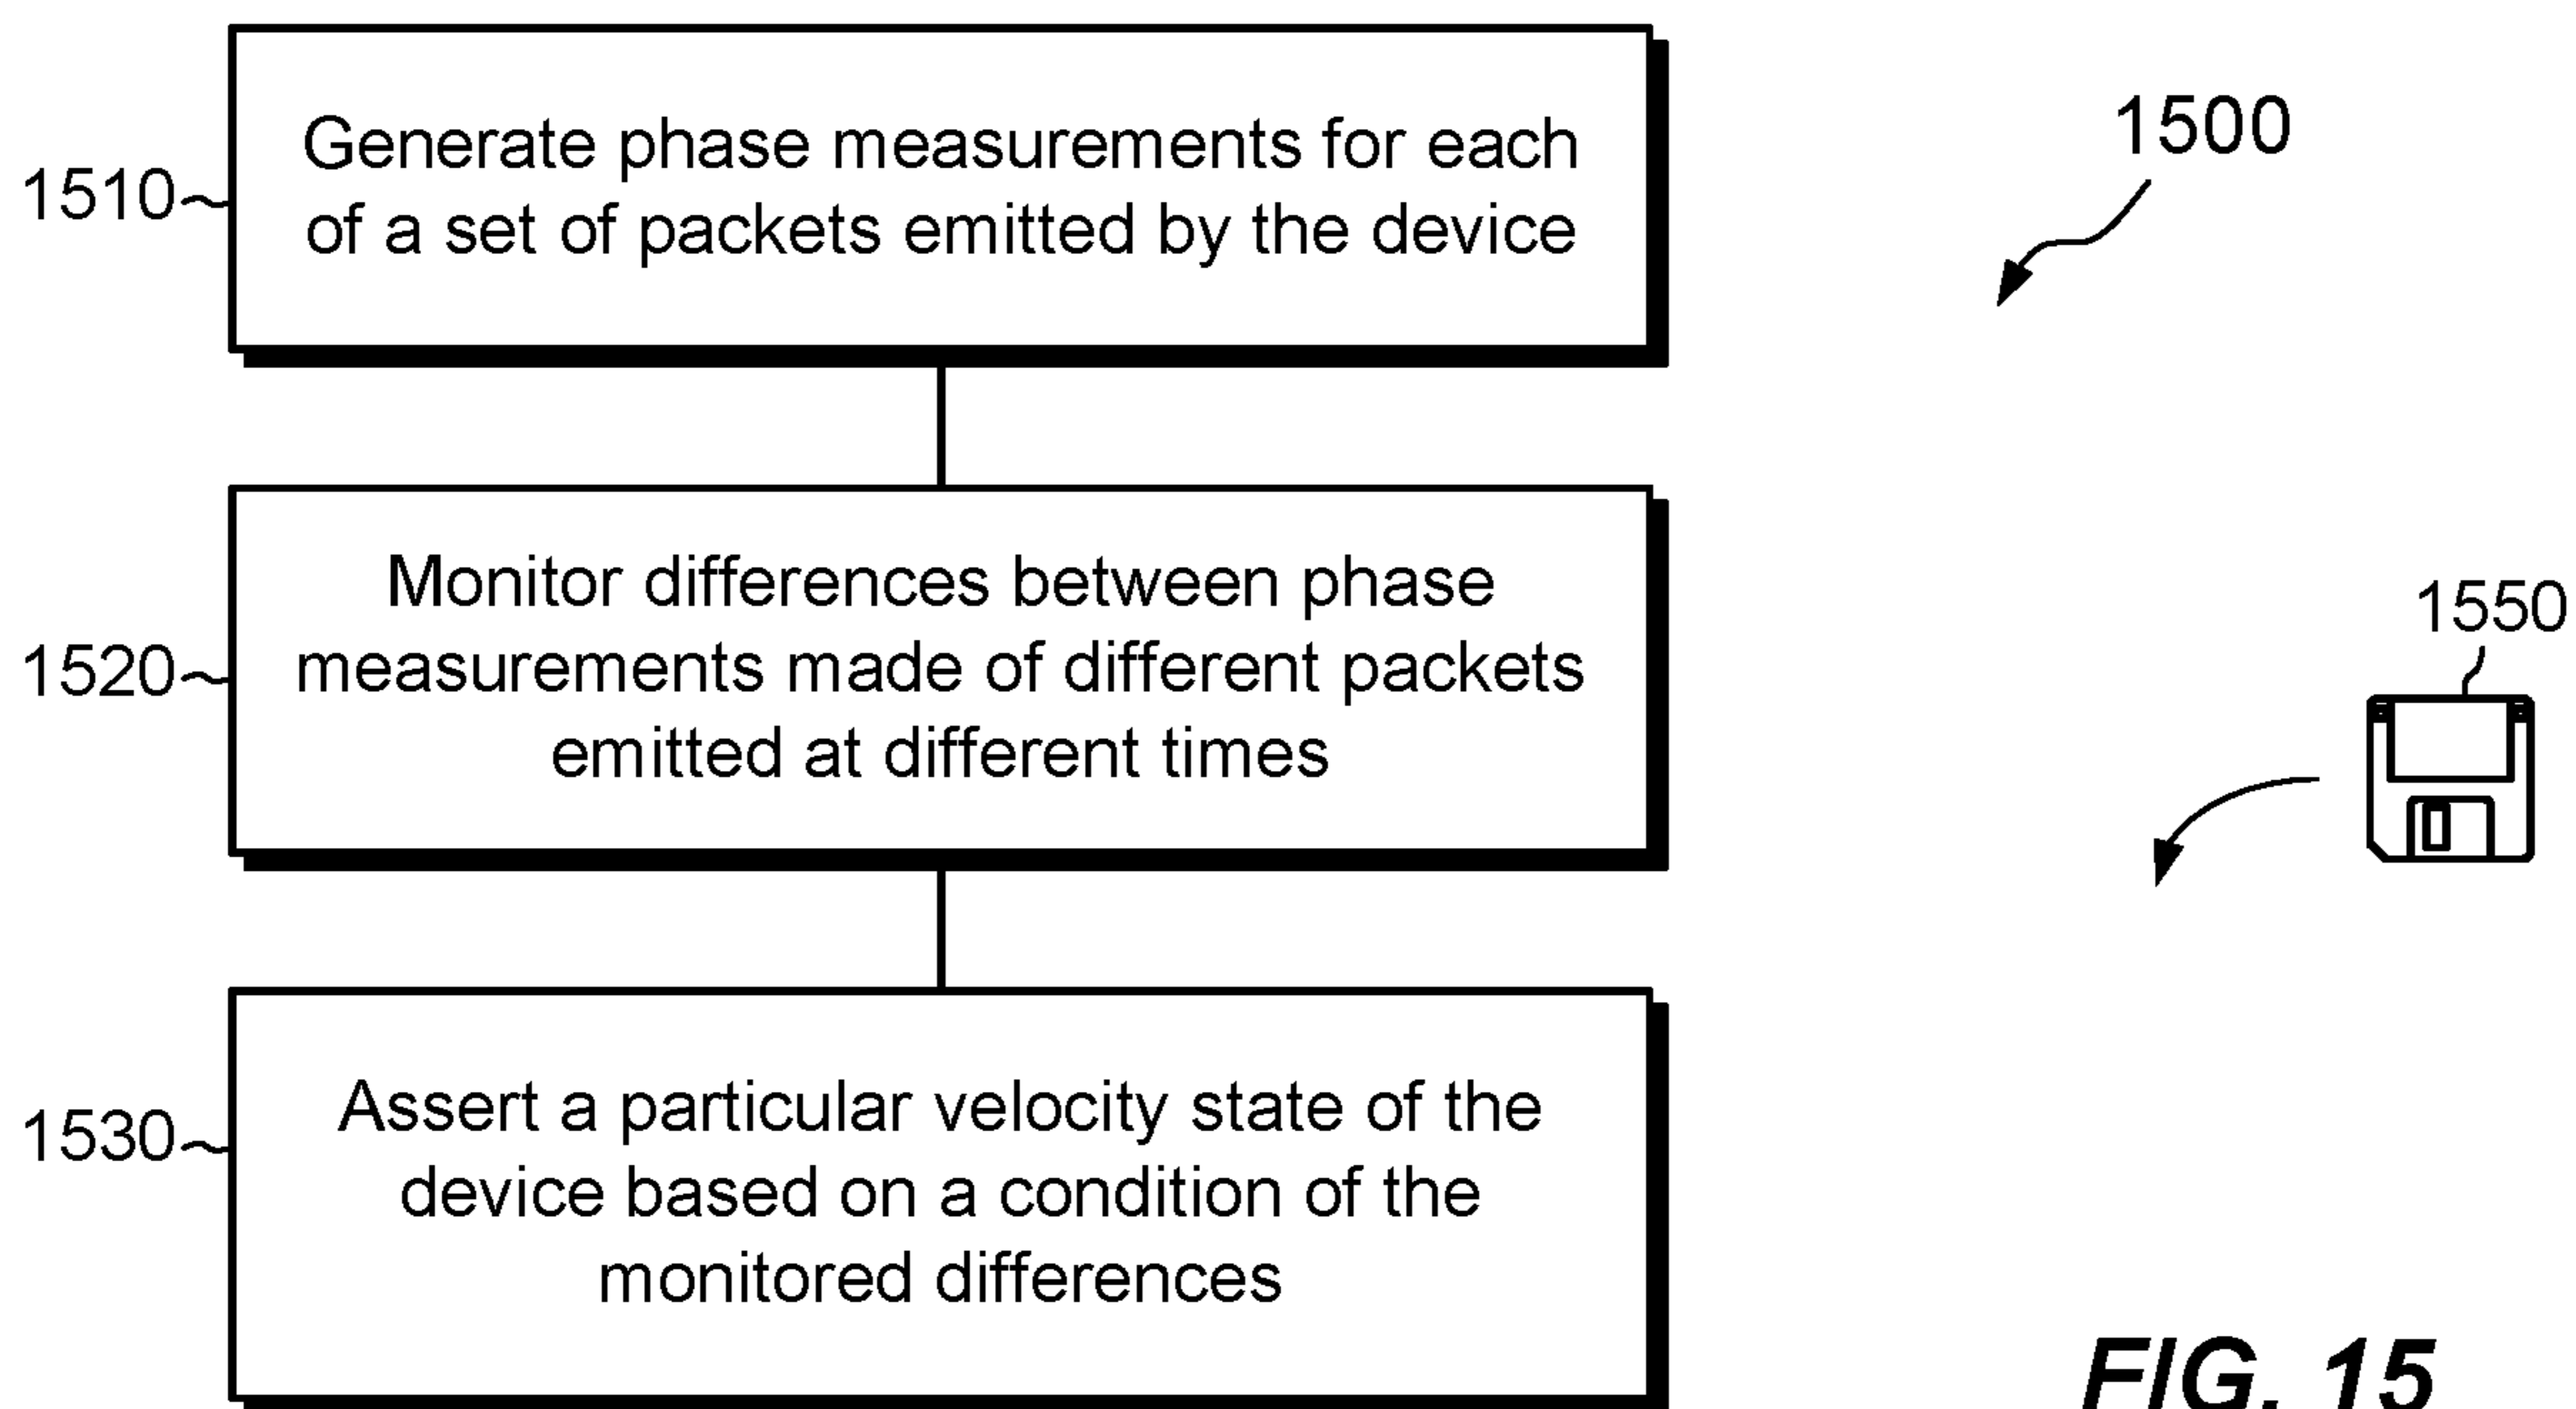 Generate phase measurements for each
of a set of packets emitted by the device
1510
1500
Monitor differences between phase
measurements made of different packets
emitted at different times
1520
1550
Assert a particular velocity state of the
device based on a condition of the
monitored differences
1530
FIG. 15